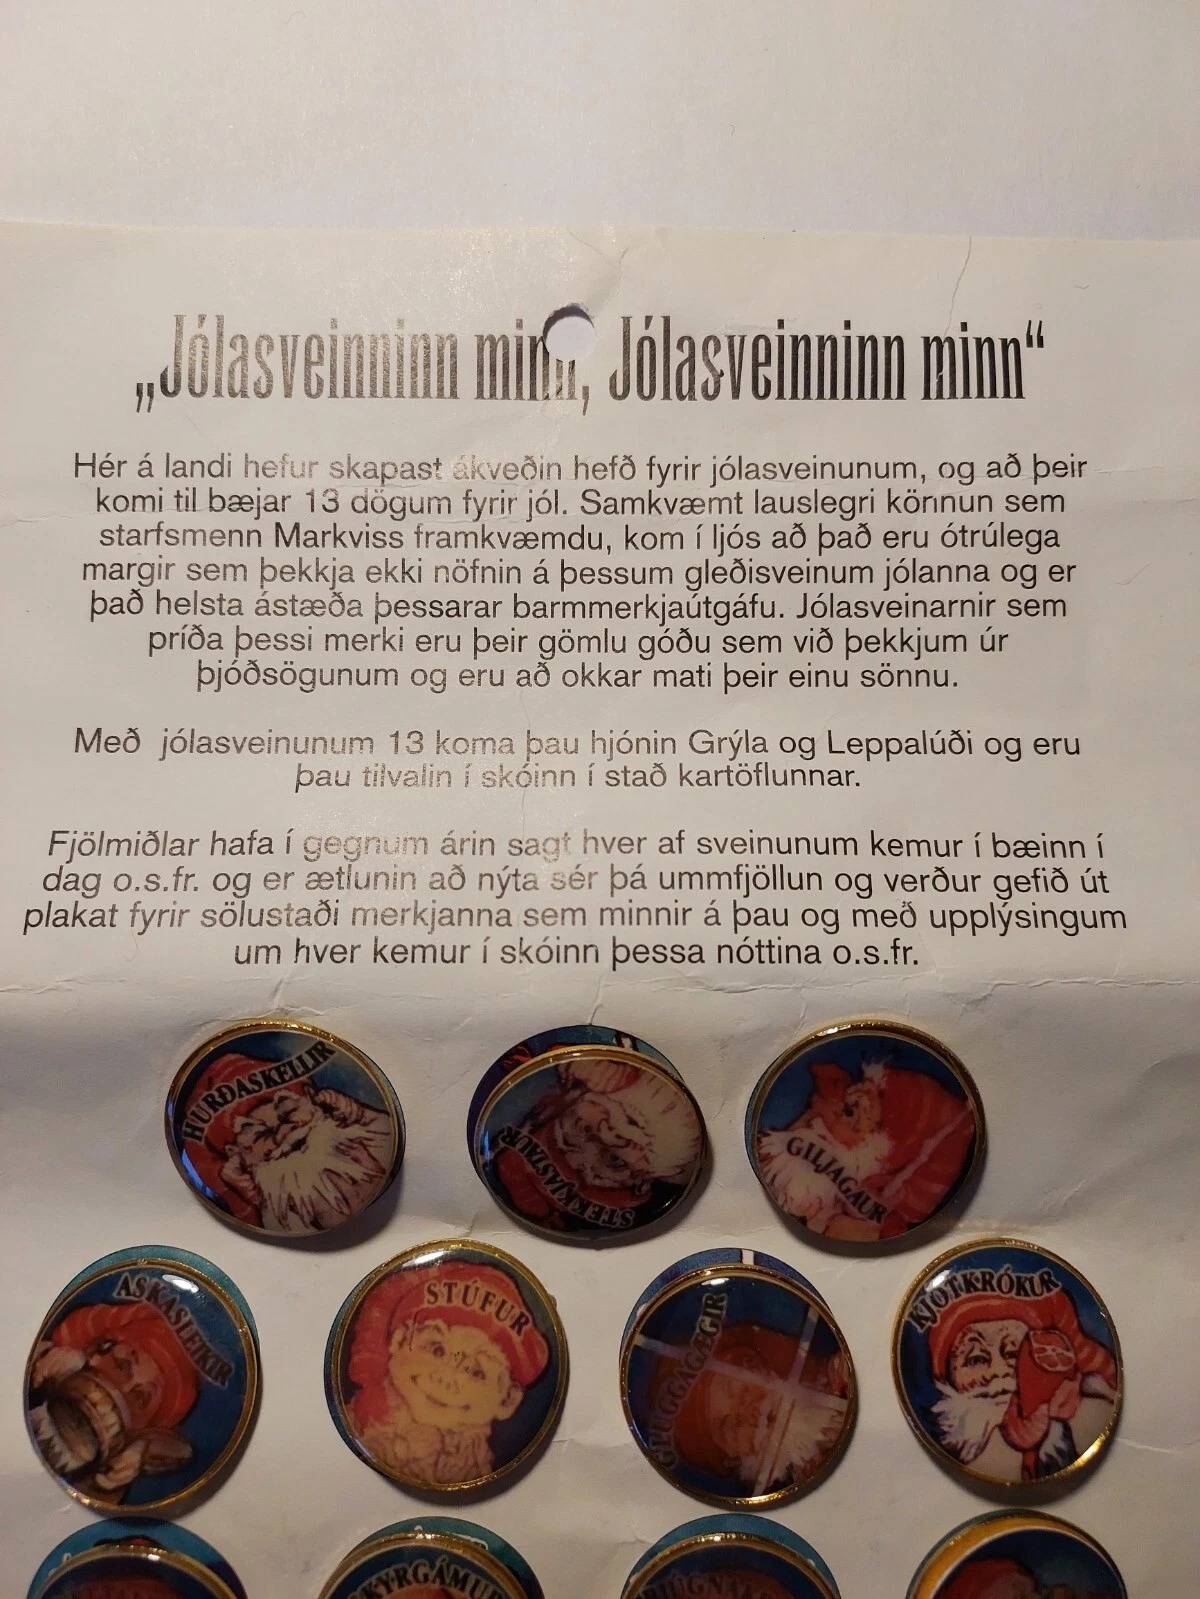 „Jólasveinninn minn, Jólasveinninn minn“
Hér á landi hefur skapast ákveðin hefð fyrir jólasveinunum, og að þeir
komi til bæjar 13 dögum fyrir jól. Samkvæmt lauslegri könnun sem
starfsmenn Markviss framkvæmdu, kom í ljós að það eru ótrúlega
margir sem þekkja ekki nöfnin á þessum gleðisveinum jólanna og er
það helsta ástæða þessarar barmmerkjaútgáfu. Jólasveinarnir sem
príða þessi merki eru þeir gömlu góðu sem við þekkjum úr
þjóðsögunum og eru að okkar mati þeir einu sönnu.
Með jólasveinunum 13 koma þau hjónin Grýla og Leppalúði og eru
þau tilvalin í skóinn í stað kartöflunnar.
Fjölmiðlar hafa í gegnum árin sagt hver af sveinunum kemur í bæinn í
dag o.s.fr. og er ætlunin að nýta sér þá ummfjöllun og verður gefið út
plakat fyrir sölustaði merkjanna sem minnir á þau og með upplýsingum
um hver kemur í skóinn þessa nóttina o.s.fr.
HURÐASKELLIR
STEKKJASTAUR
GILJAGAUR
ASKASLEIKIR
STÚFUR
GLUGGAGÆGIR
KJÖTKRÓKUR